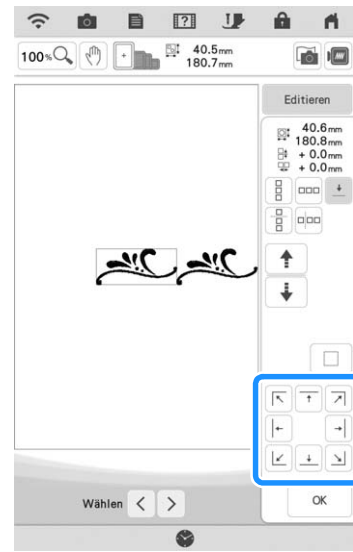 100%
40.5mm
180.7mm
Editieren
40.6mm
180.8mm
+ 0.0mm
+ 0.0mm
Wählen
OK